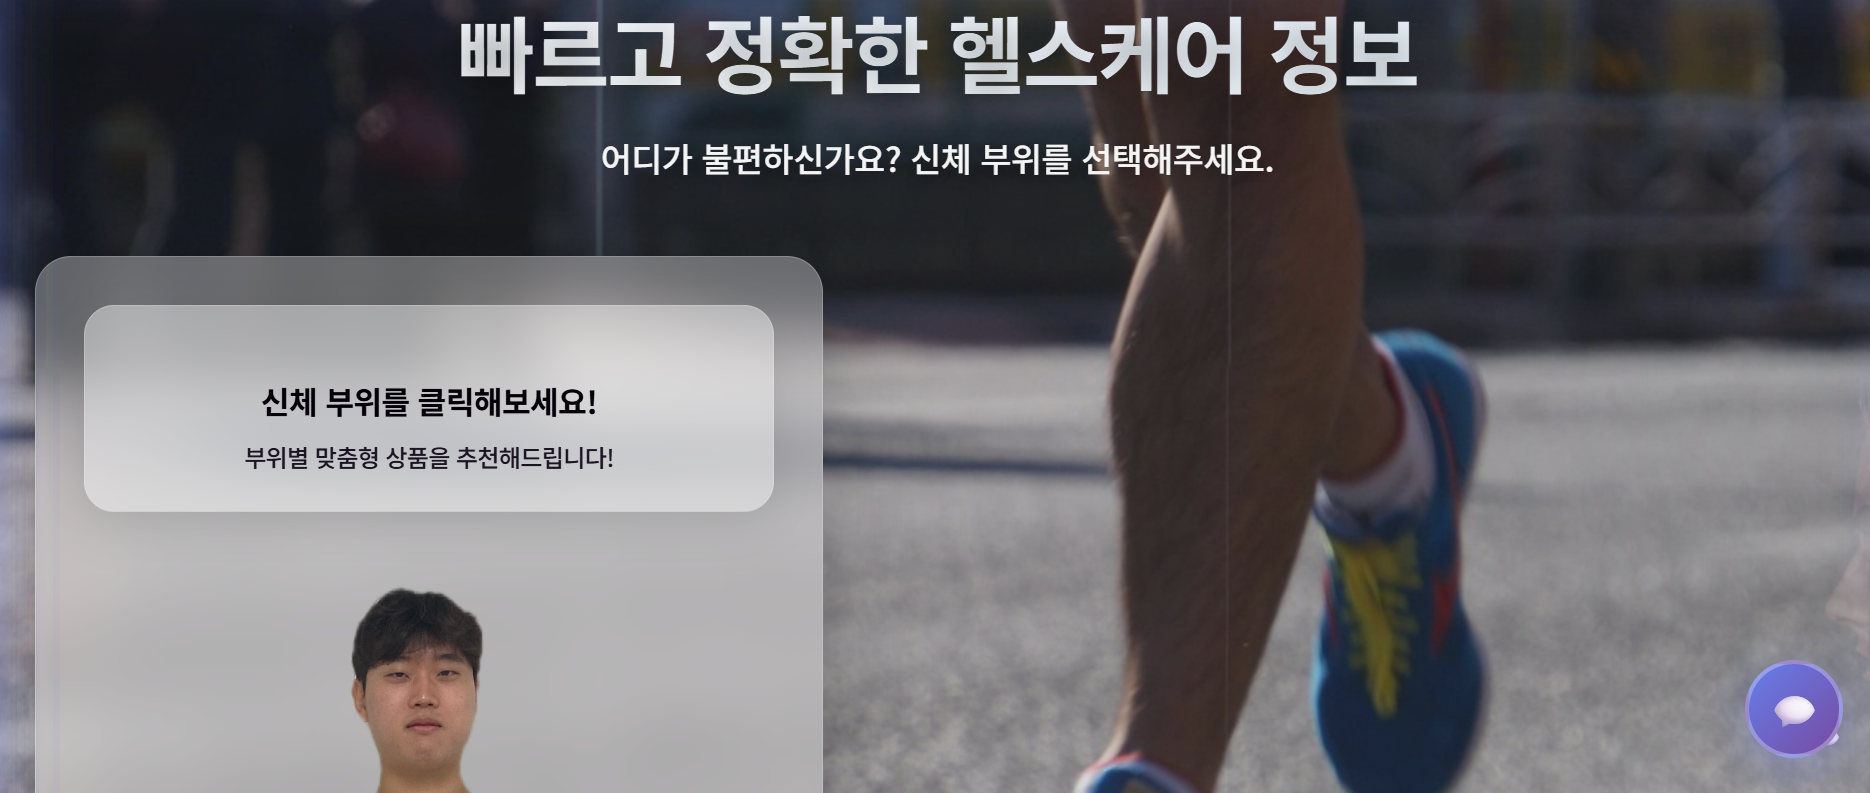 빠르고 정확한 헬스케어 정보
어디가 불편하신가요? 신체 부위를 선택해주세요.
신체 부위를 클릭해보세요!
부위별 맞춤형 상품을 추천해드립니다!